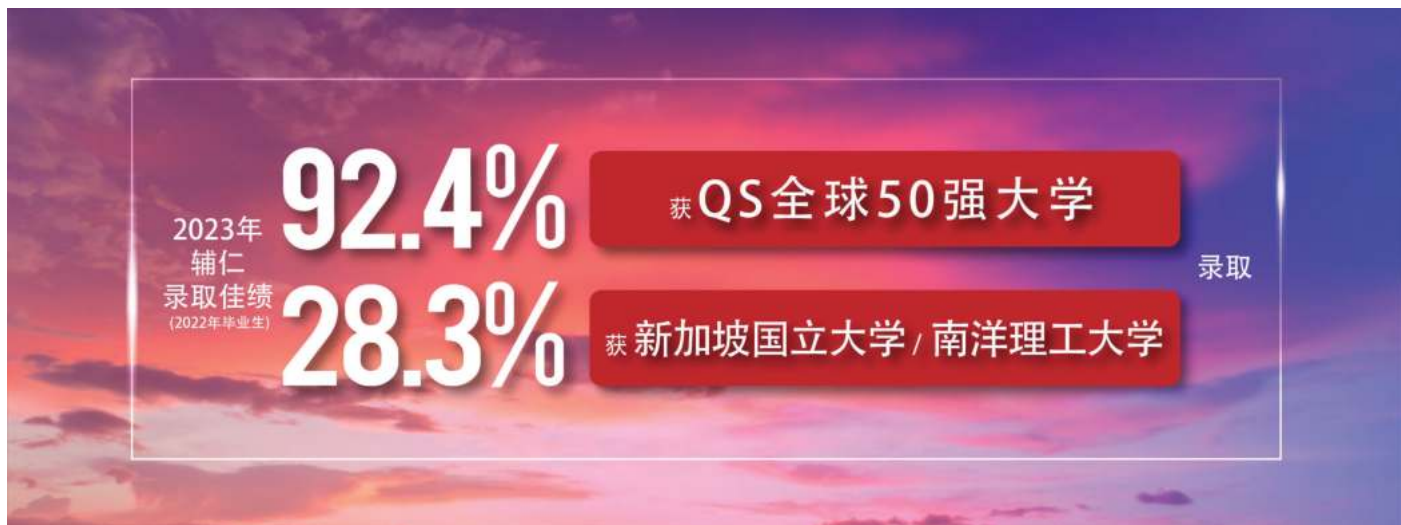 2023年
辅仁
录取佳绩
(2022年毕业生)
92.4%
获QS全球50强大学
28.3%
获新加坡国立大学/南洋理工大学
录取